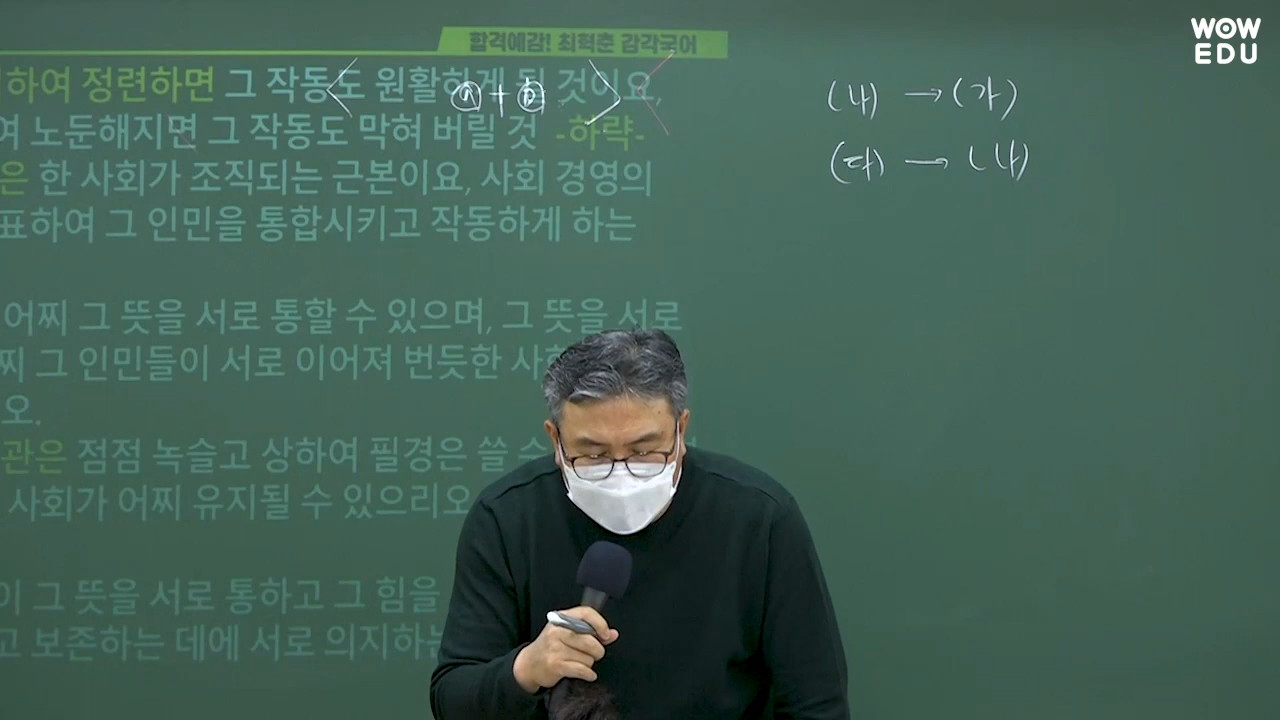 WOW
EDU
합격예감! 최혁춘 감각국어
하여 정련하면 그 작동도 원활하게 될 것이요,
< ⓐ + ⓑ >
여 노둔해지면 그 작동도 막혀 버릴 것 -하략-
은 한 사회가 조직되는 근본이요, 사회 경영의
표하여 그 인민을 통합시키고 작동하게 하는
어찌 그 뜻을 서로 통할 수 있으며, 그 뜻을 서로
찌 그 인민들이 서로 이어져 번듯한 사회
오.
관은 점점 녹슬고 상하여 필경은 쓸 수
사회가 어찌 유지될 수 있으리오
이 그 뜻을 서로 통하고 그 힘을
고 보존하는 데에 서로 의지하는
(나) → (가)
(다) → (나)